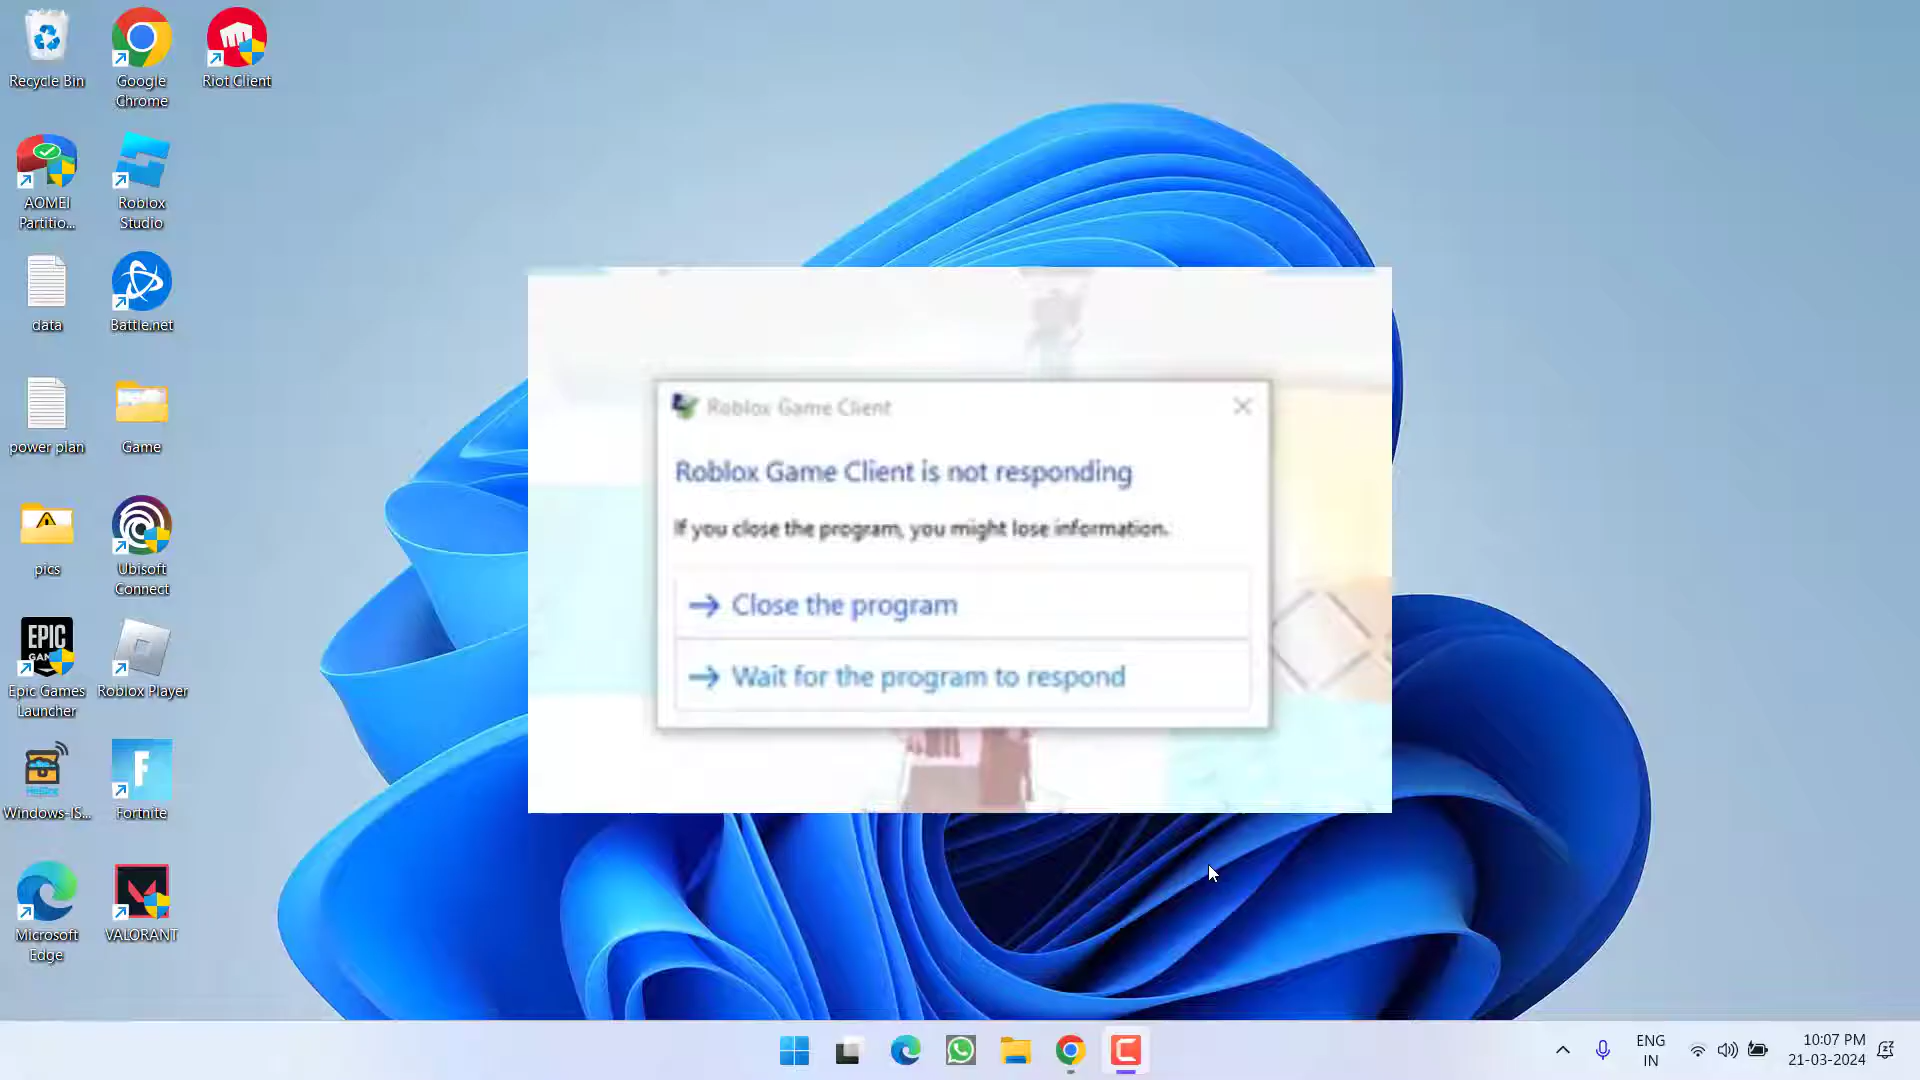 Recycle Bin
Google
Chrome
Riot Client
AOMEI
Partitio...
Roblox
Studio
data
Battle.net
power plan
Game
pics
Ubisoft
Connect
EPIC
Epic Games
Launcher
Roblox Player
Windows-IS...
F
Fortnite
Microsoft
Edge
VALORANT
Roblox Game Client
Roblox Game Client is not responding
If you close the program, you might lose information.
Close the program
Wait for the program to respond
ENG
IN
10:07 PM
21-03-2024